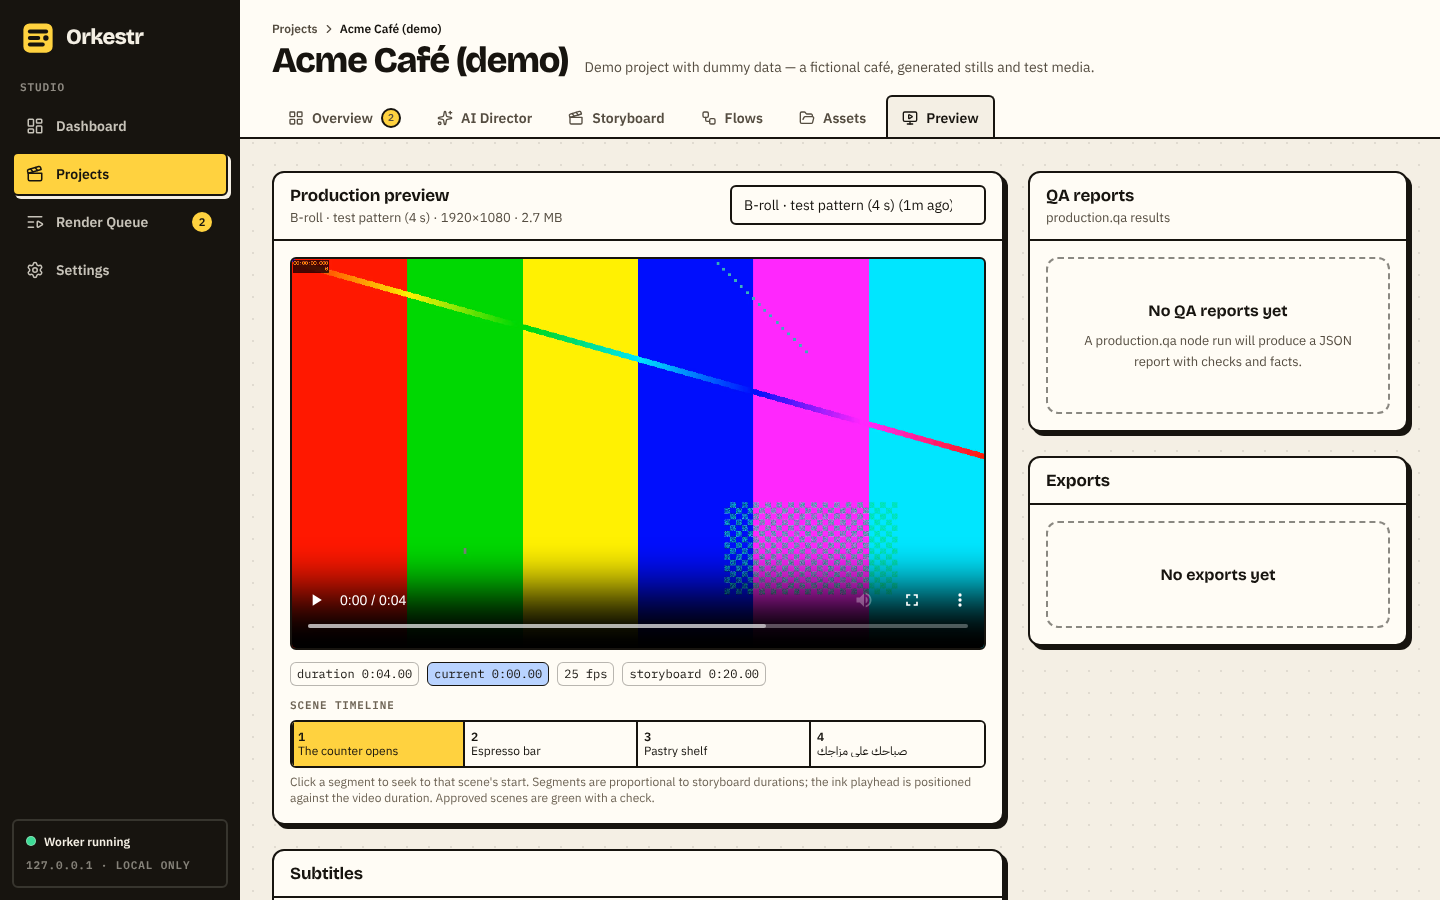 Orkestr
STUDIO
Dashboard
Projects
Render Queue 2
Settings
Worker running
127.0.0.1 · LOCAL ONLY
Projects > Acme Café (demo)
Acme Café (demo)
Demo project with dummy data — a fictional café, generated stills and test media.
Overview 2
AI Director
Storyboard
Flows
Assets
Preview
Production preview
B-roll · test pattern (4 s) · 1920×1080 · 2.7 MB
B-roll · test pattern (4 s) (1m ago)
00:00:00.000
0:00 / 0:04
duration 0:04.00
current 0:00.00
25 fps
storyboard 0:20.00
SCENE TIMELINE
1
The counter opens
2
Espresso bar
3
Pastry shelf
4
صباحك على مزاجك
Click a segment to seek to that scene's start. Segments are proportional to storyboard durations; the ink playhead is positioned
against the video duration. Approved scenes are green with a check.
Subtitles
QA reports
production.qa results
No QA reports yet
A production.qa node run will produce a JSON
report with checks and facts.
Exports
No exports yet